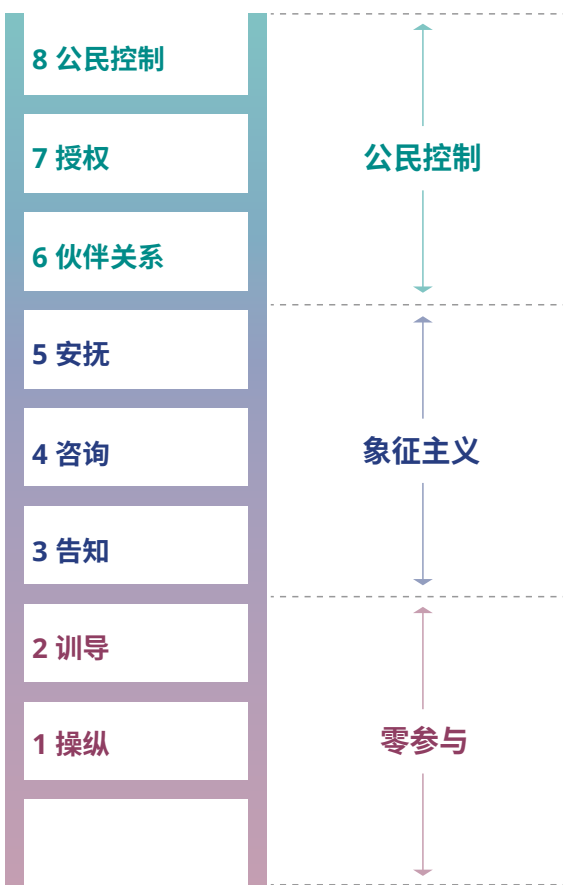 8 公民控制
7 授权
公民控制
6 伙伴关系
5 安抚
4 咨询
象征主义
3 告知
2 训导
1 操纵
零参与